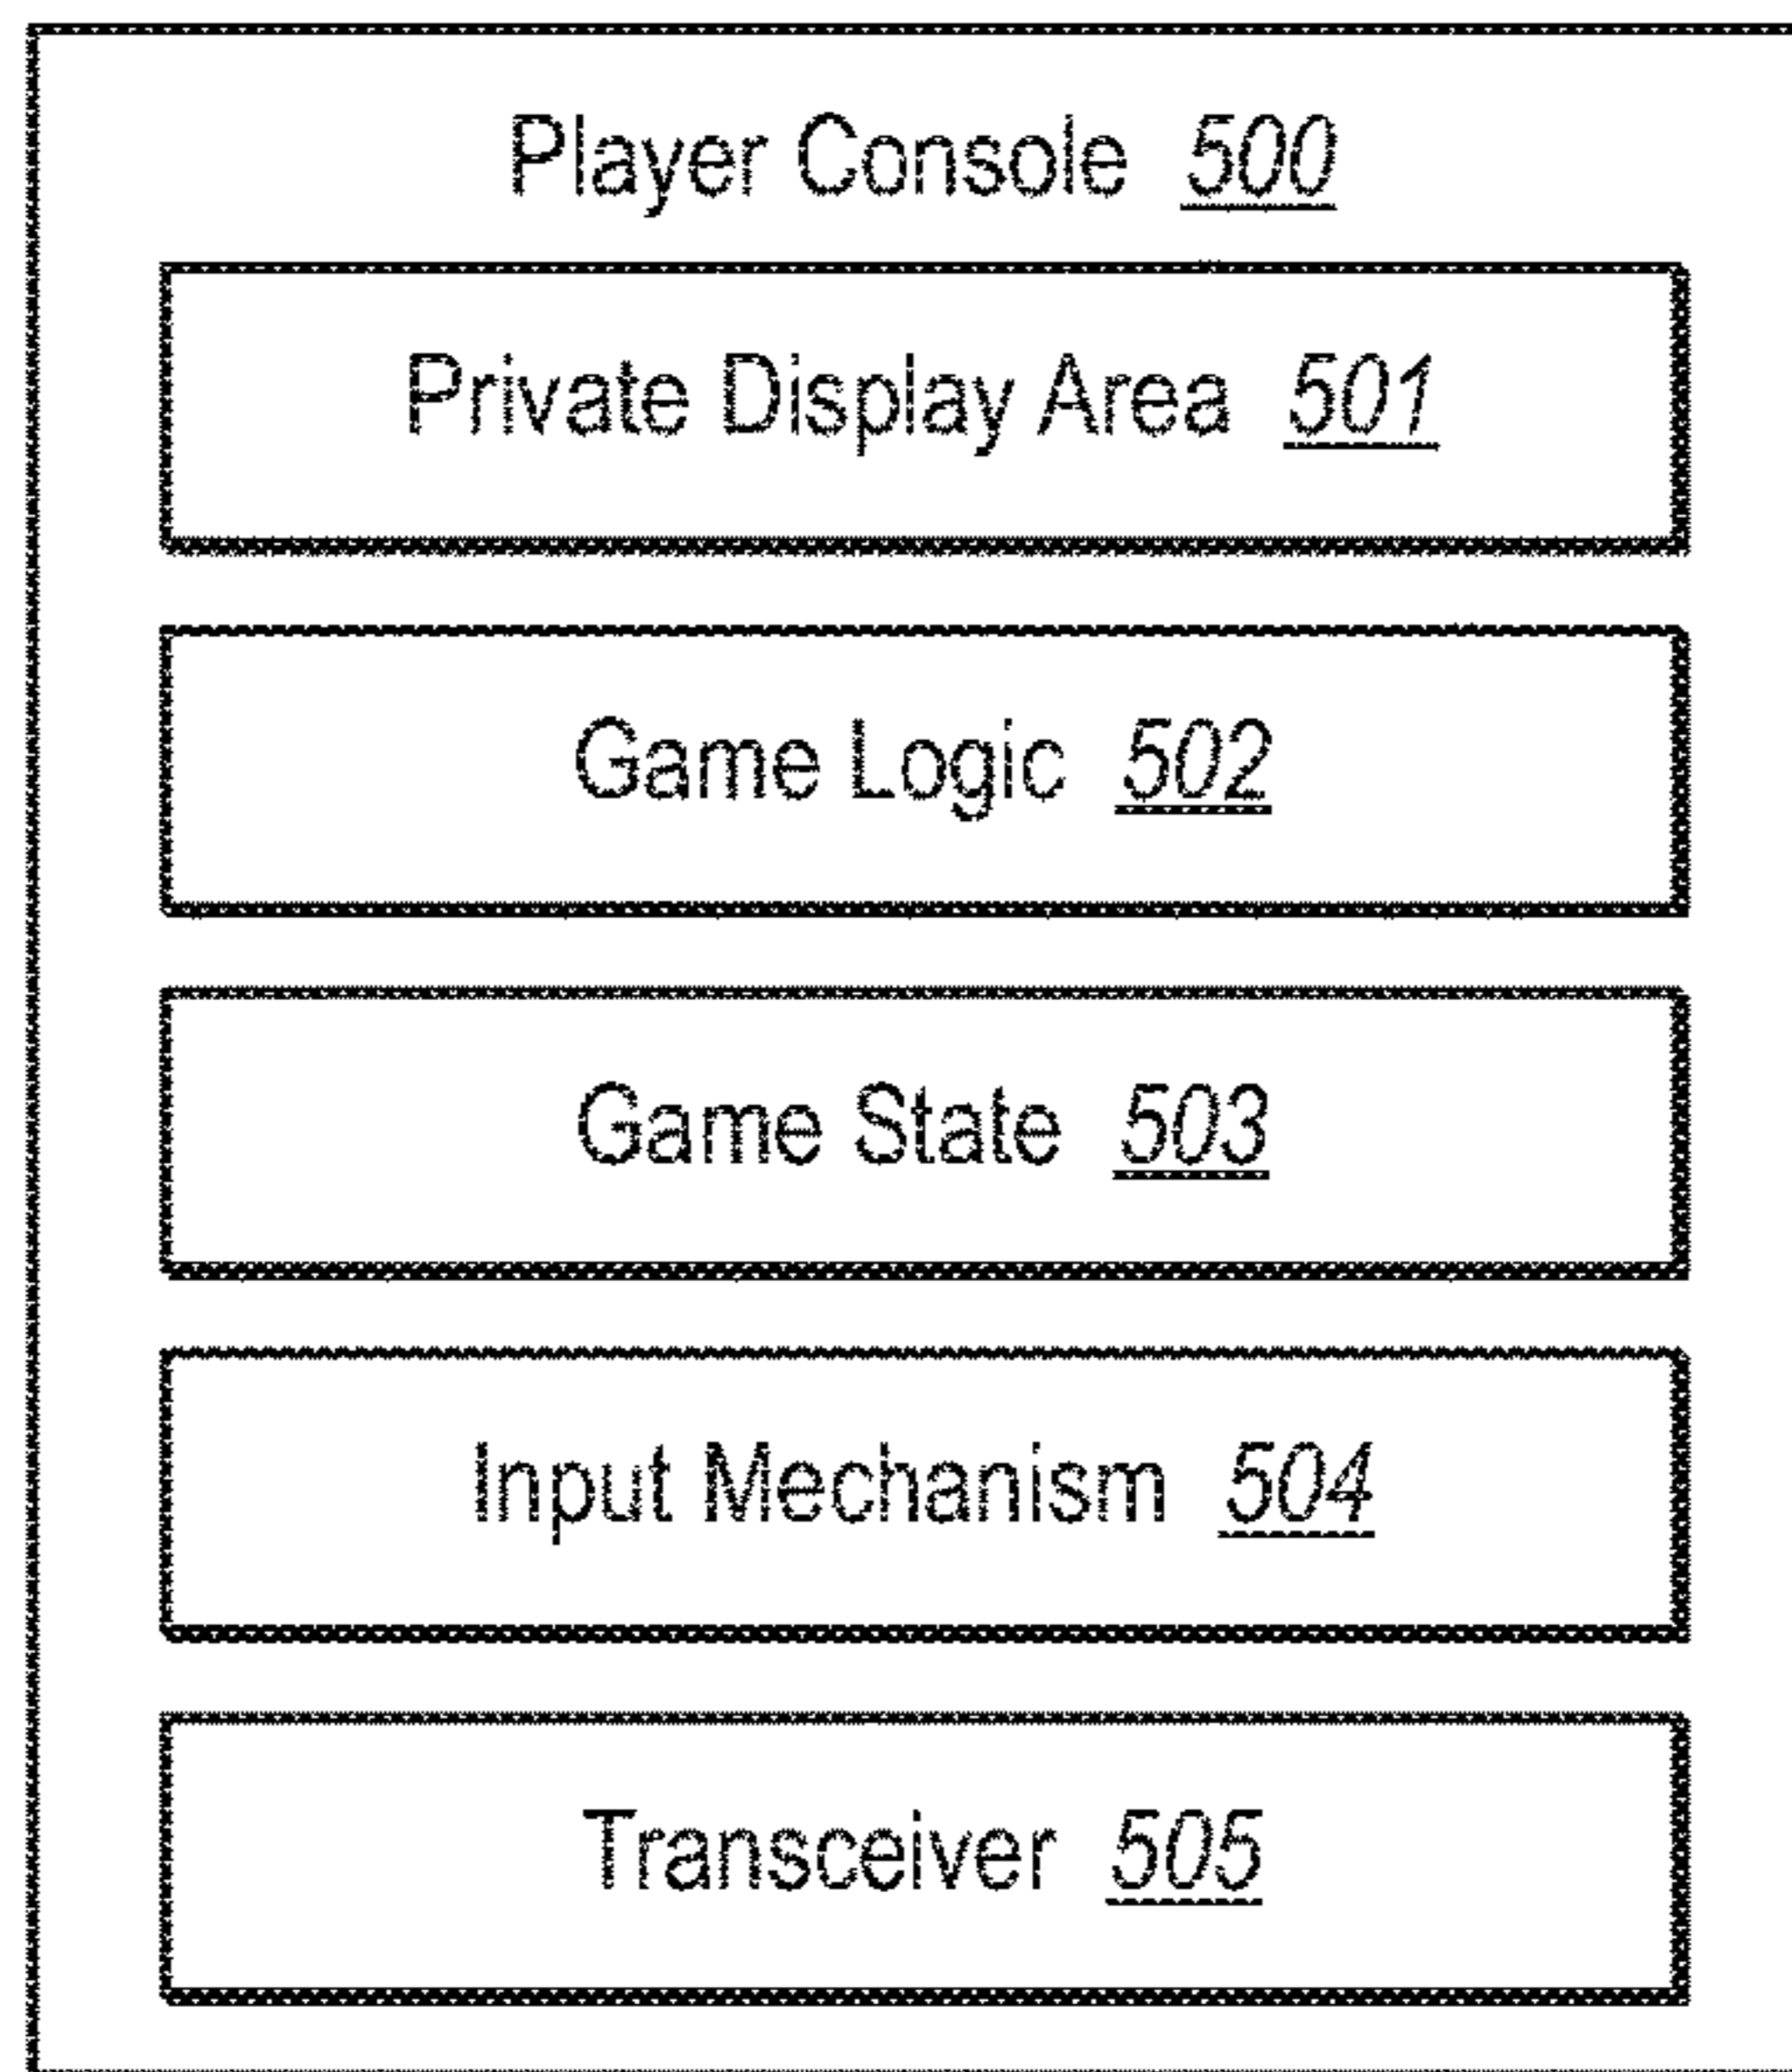 Player Console 500
Private Display Area 501
Game Logic 502
Game State 503
Input Mechanism 504
Transceiver 505